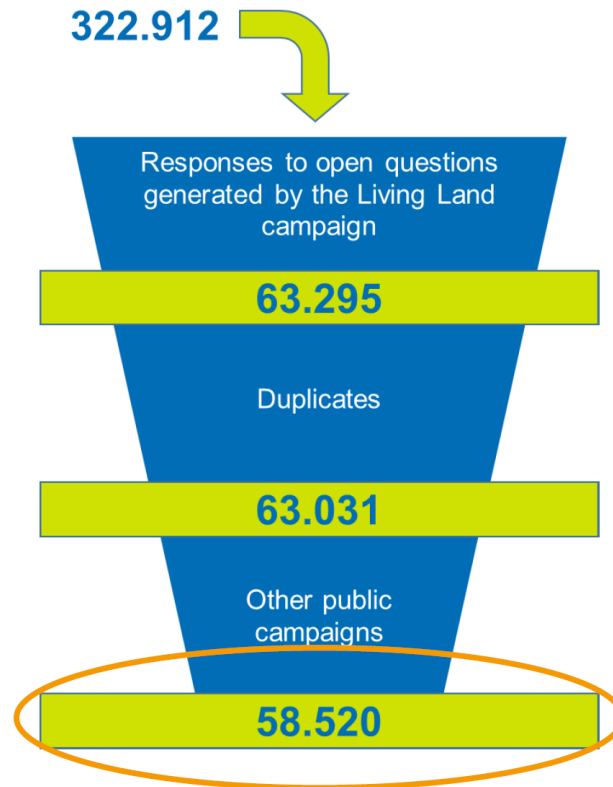 322.912
Responses to open questions
generated by the Living Land
campaign
63.295
Duplicates
63.031
Other public
campaigns
58.520